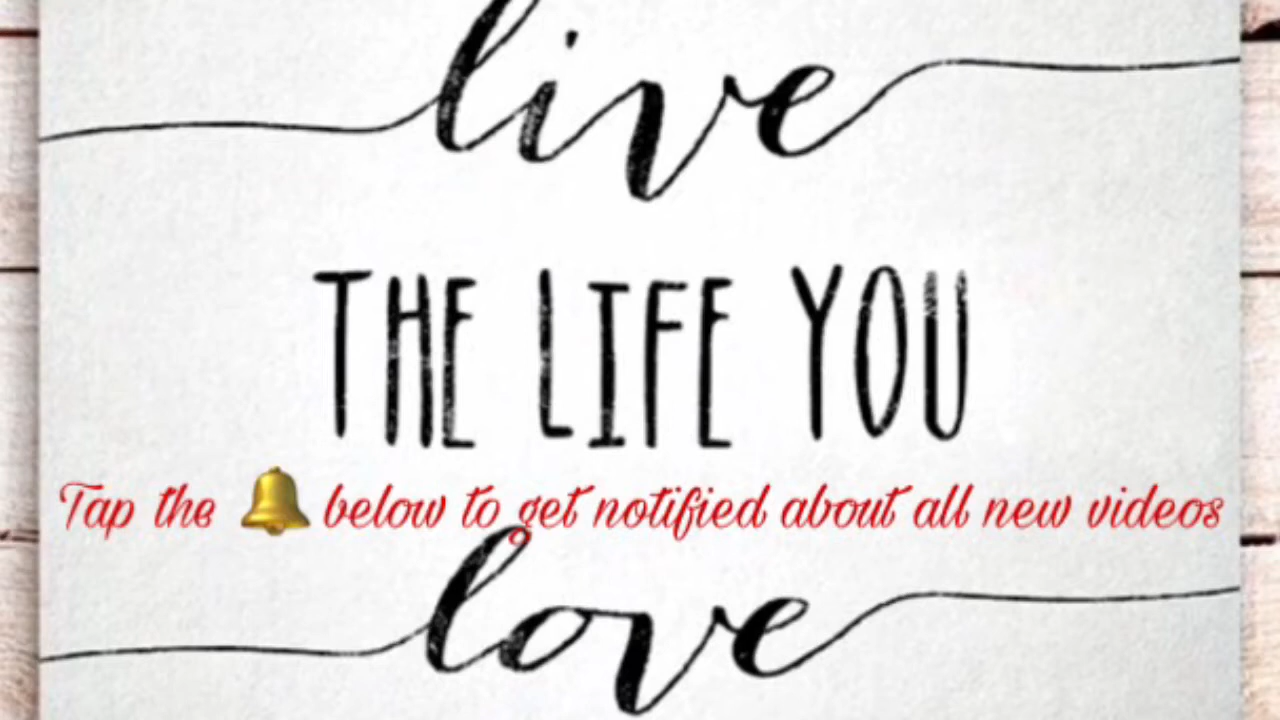 live
THE LIFE YOU
Tap the 🔔 below to get notified about all new videos
love